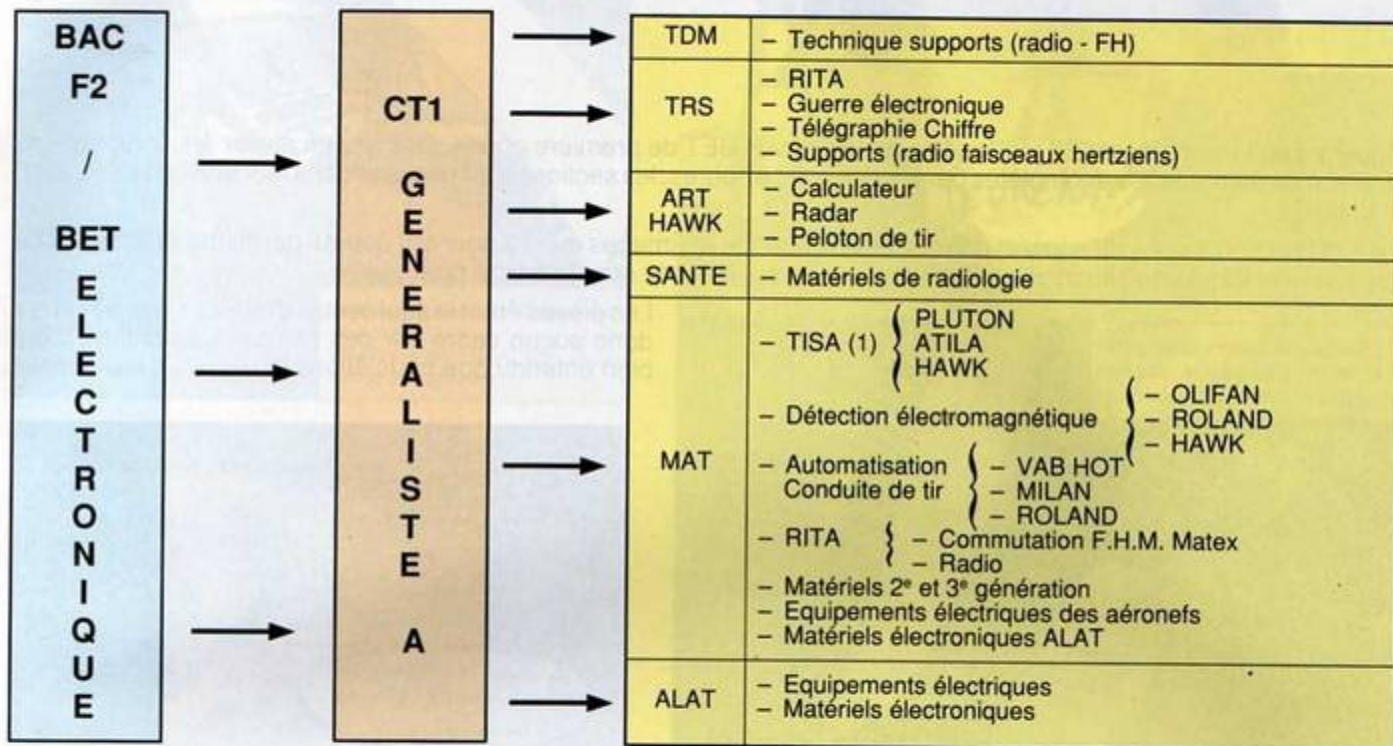 BAC
F2
/
BET
ELECTRONIQUE
CT1
GENERALISTE
A
TDM
– Technique supports (radio - FH)
TRS
– RITA
– Guerre électronique
– Télégraphie Chiffre
– Supports (radio faisceaux hertziens)
ART
HAWK
– Calculateur
– Radar
– Peloton de tir
SANTE
– Matériels de radiologie
MAT
– TISA (1)
PLUTON
ATILA
HAWK
– Détection électromagnétique
– OLIFAN
– ROLAND
– HAWK
– Automatisation
Conduite de tir
– VAB HOT
– MILAN
– ROLAND
– RITA
– Commutation F.H.M. Matex
– Radio
– Matériels 2e et 3e génération
– Equipements électriques des aéronefs
– Matériels électroniques ALAT
ALAT
– Equipements électriques
– Matériels électroniques